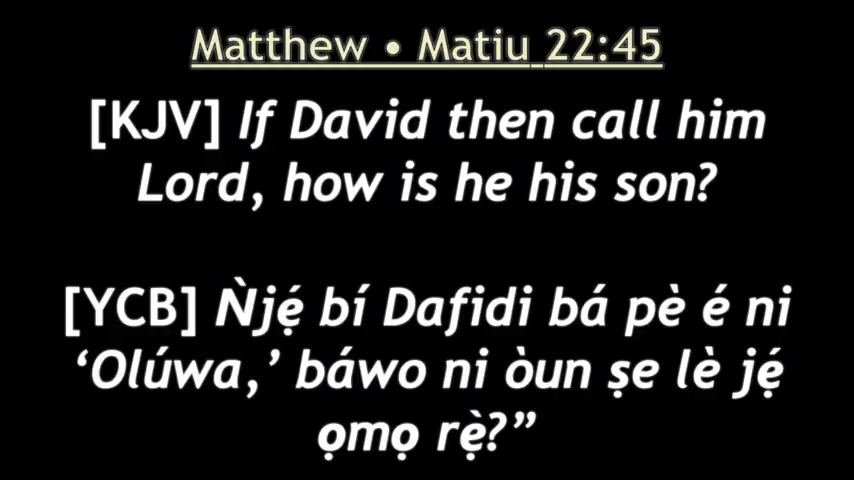 Matthew • Matiu 22:45
[KJV] If David then call him
Lord, how is he his son?
[YCB] Ǹjẹ́ bí Dafidi bá pè é ni
‘Olúwa,’ báwo ni òun ṣe lè jẹ́
ọmọ rẹ̀?”